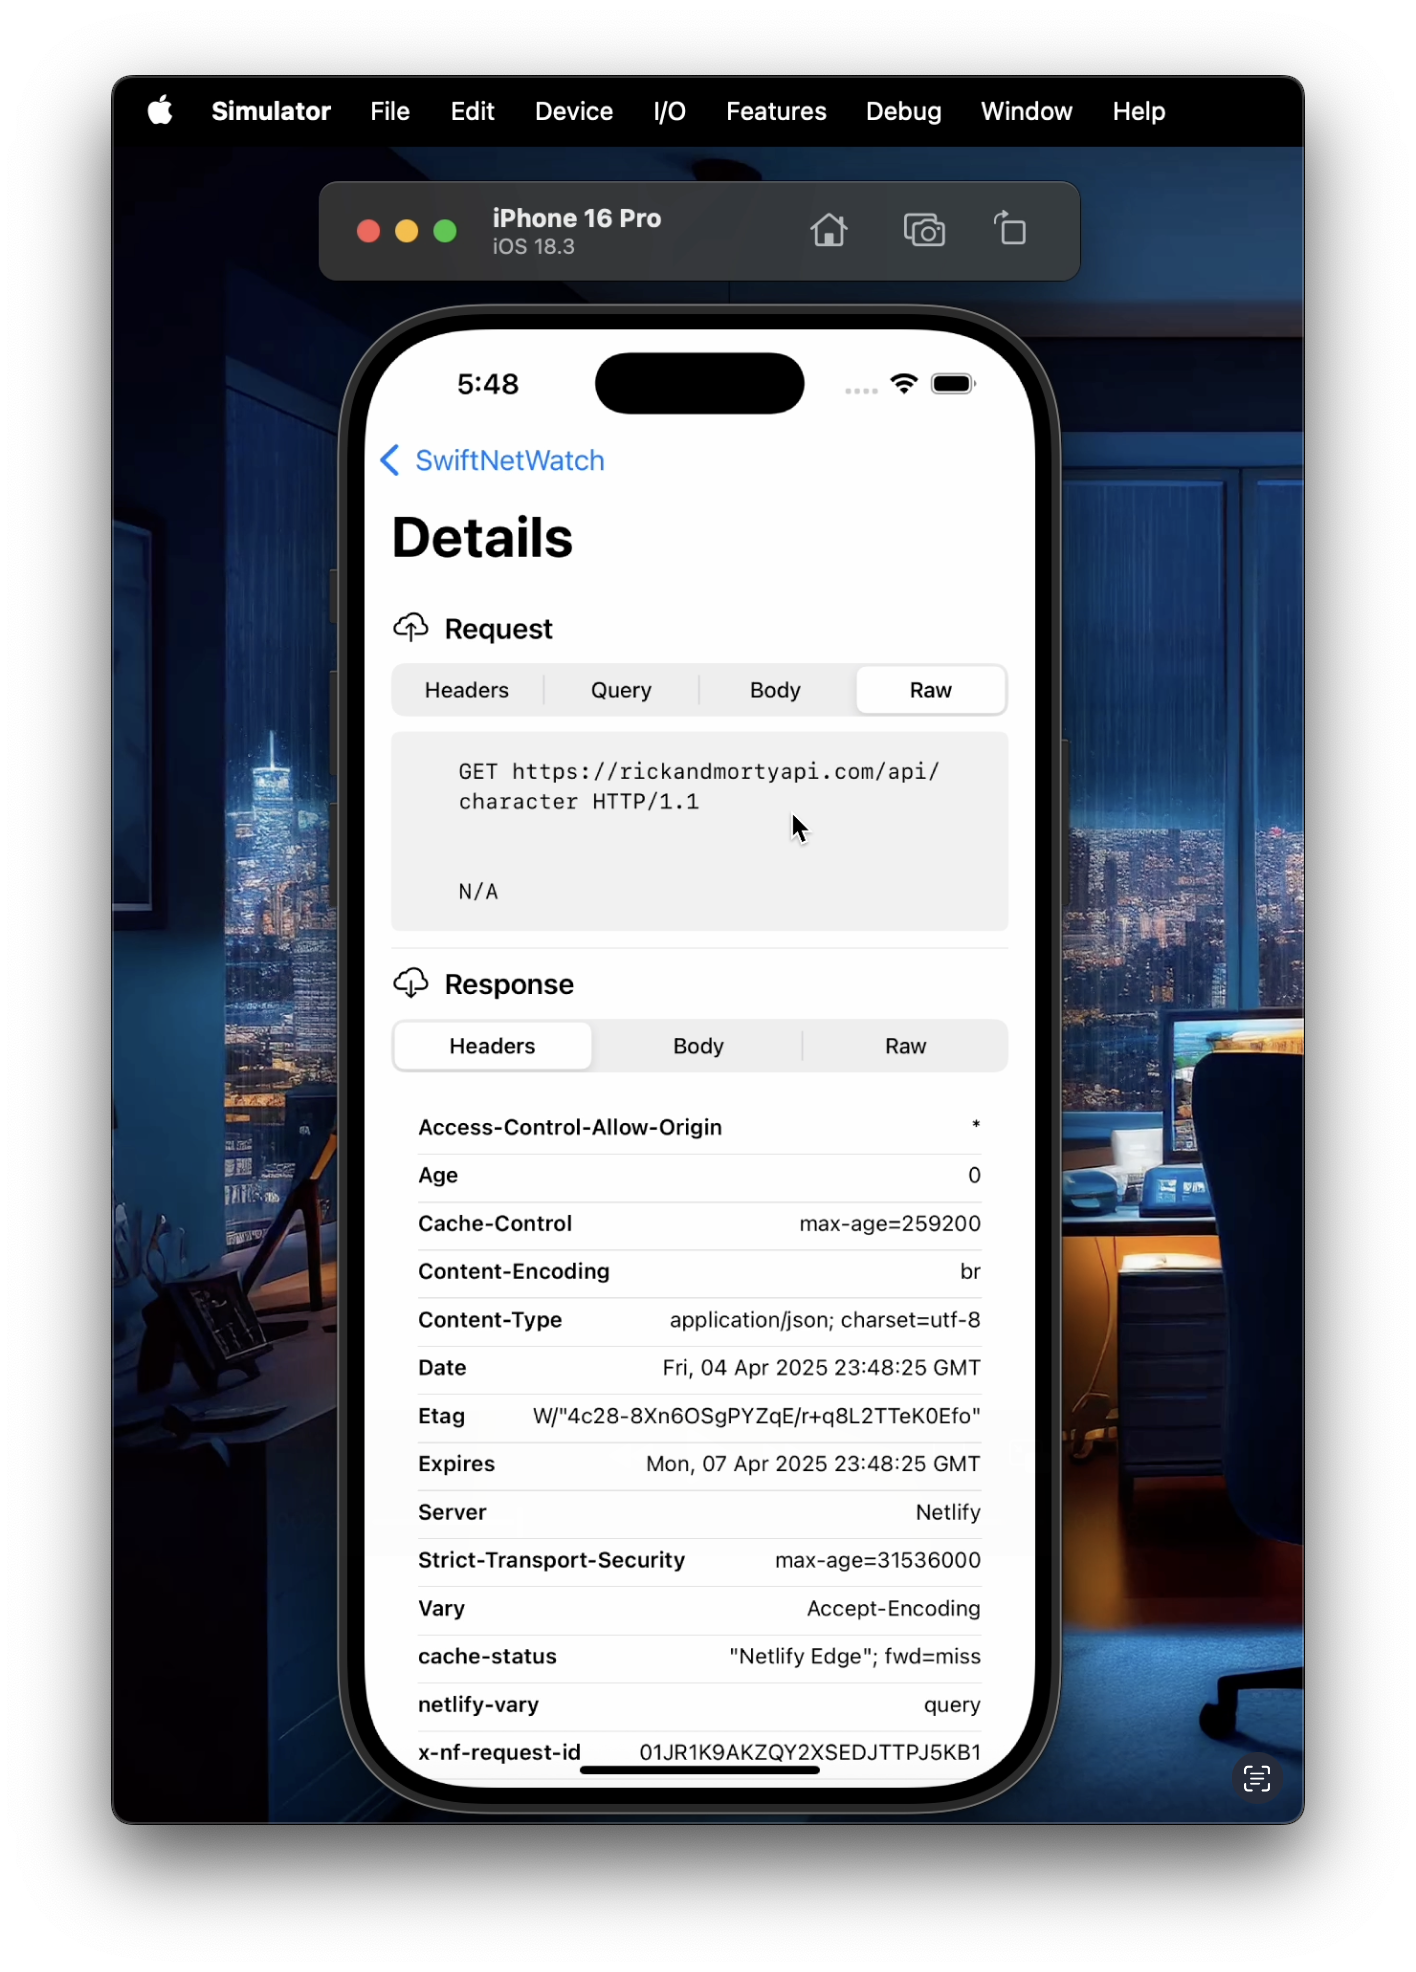 Simulator File Edit Device I/O Features Debug Window Help
iPhone 16 Pro
iOS 18.3
5:48
SwiftNetWatch
Details
Request
Headers Query Body Raw
GET https://rickandmortyapi.com/api/
character HTTP/1.1
N/A
Response
Headers Body Raw
Access-Control-Allow-Origin *
Age 0
Cache-Control max-age=259200
Content-Encoding br
Content-Type application/json; charset=utf-8
Date Fri, 04 Apr 2025 23:48:25 GMT
Etag W/"4c28-8Xn6OSgPYZqE/r+q8L2TTeK0Efo"
Expires Mon, 07 Apr 2025 23:48:25 GMT
Server Netlify
Strict-Transport-Security max-age=31536000
Vary Accept-Encoding
cache-status "Netlify Edge"; fwd=miss
netlify-vary query
x-nf-request-id 01JR1K9AKZQY2XSEDJTTPJ5KB1